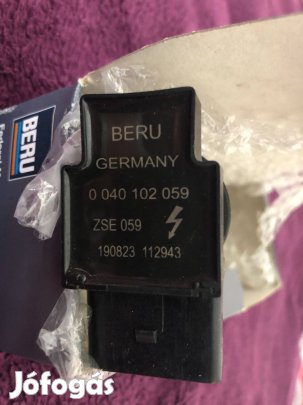 BERU
GERMANY
0 040 102 059
ZSE 059
190823 112943
BERU
Jófogás